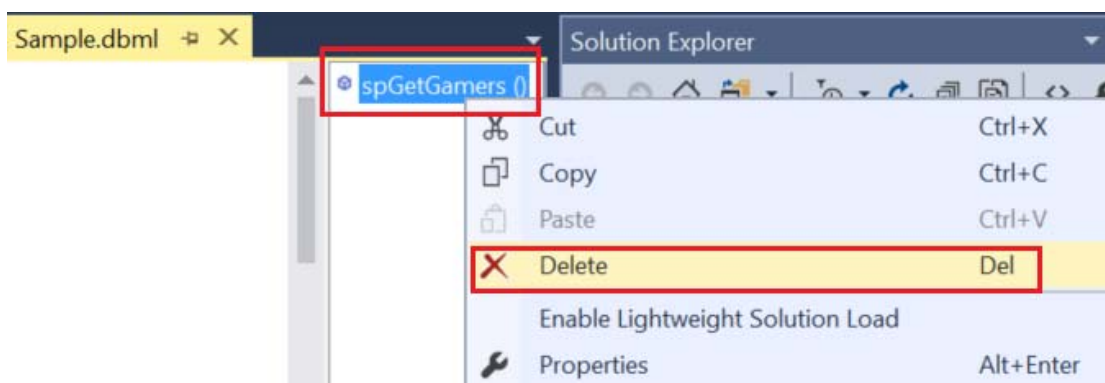 Sample.dbml
Solution Explorer
spGetGamers ()
Cut Ctrl+X
Copy Ctrl+C
Paste Ctrl+V
Delete Del
Enable Lightweight Solution Load
Properties Alt+Enter